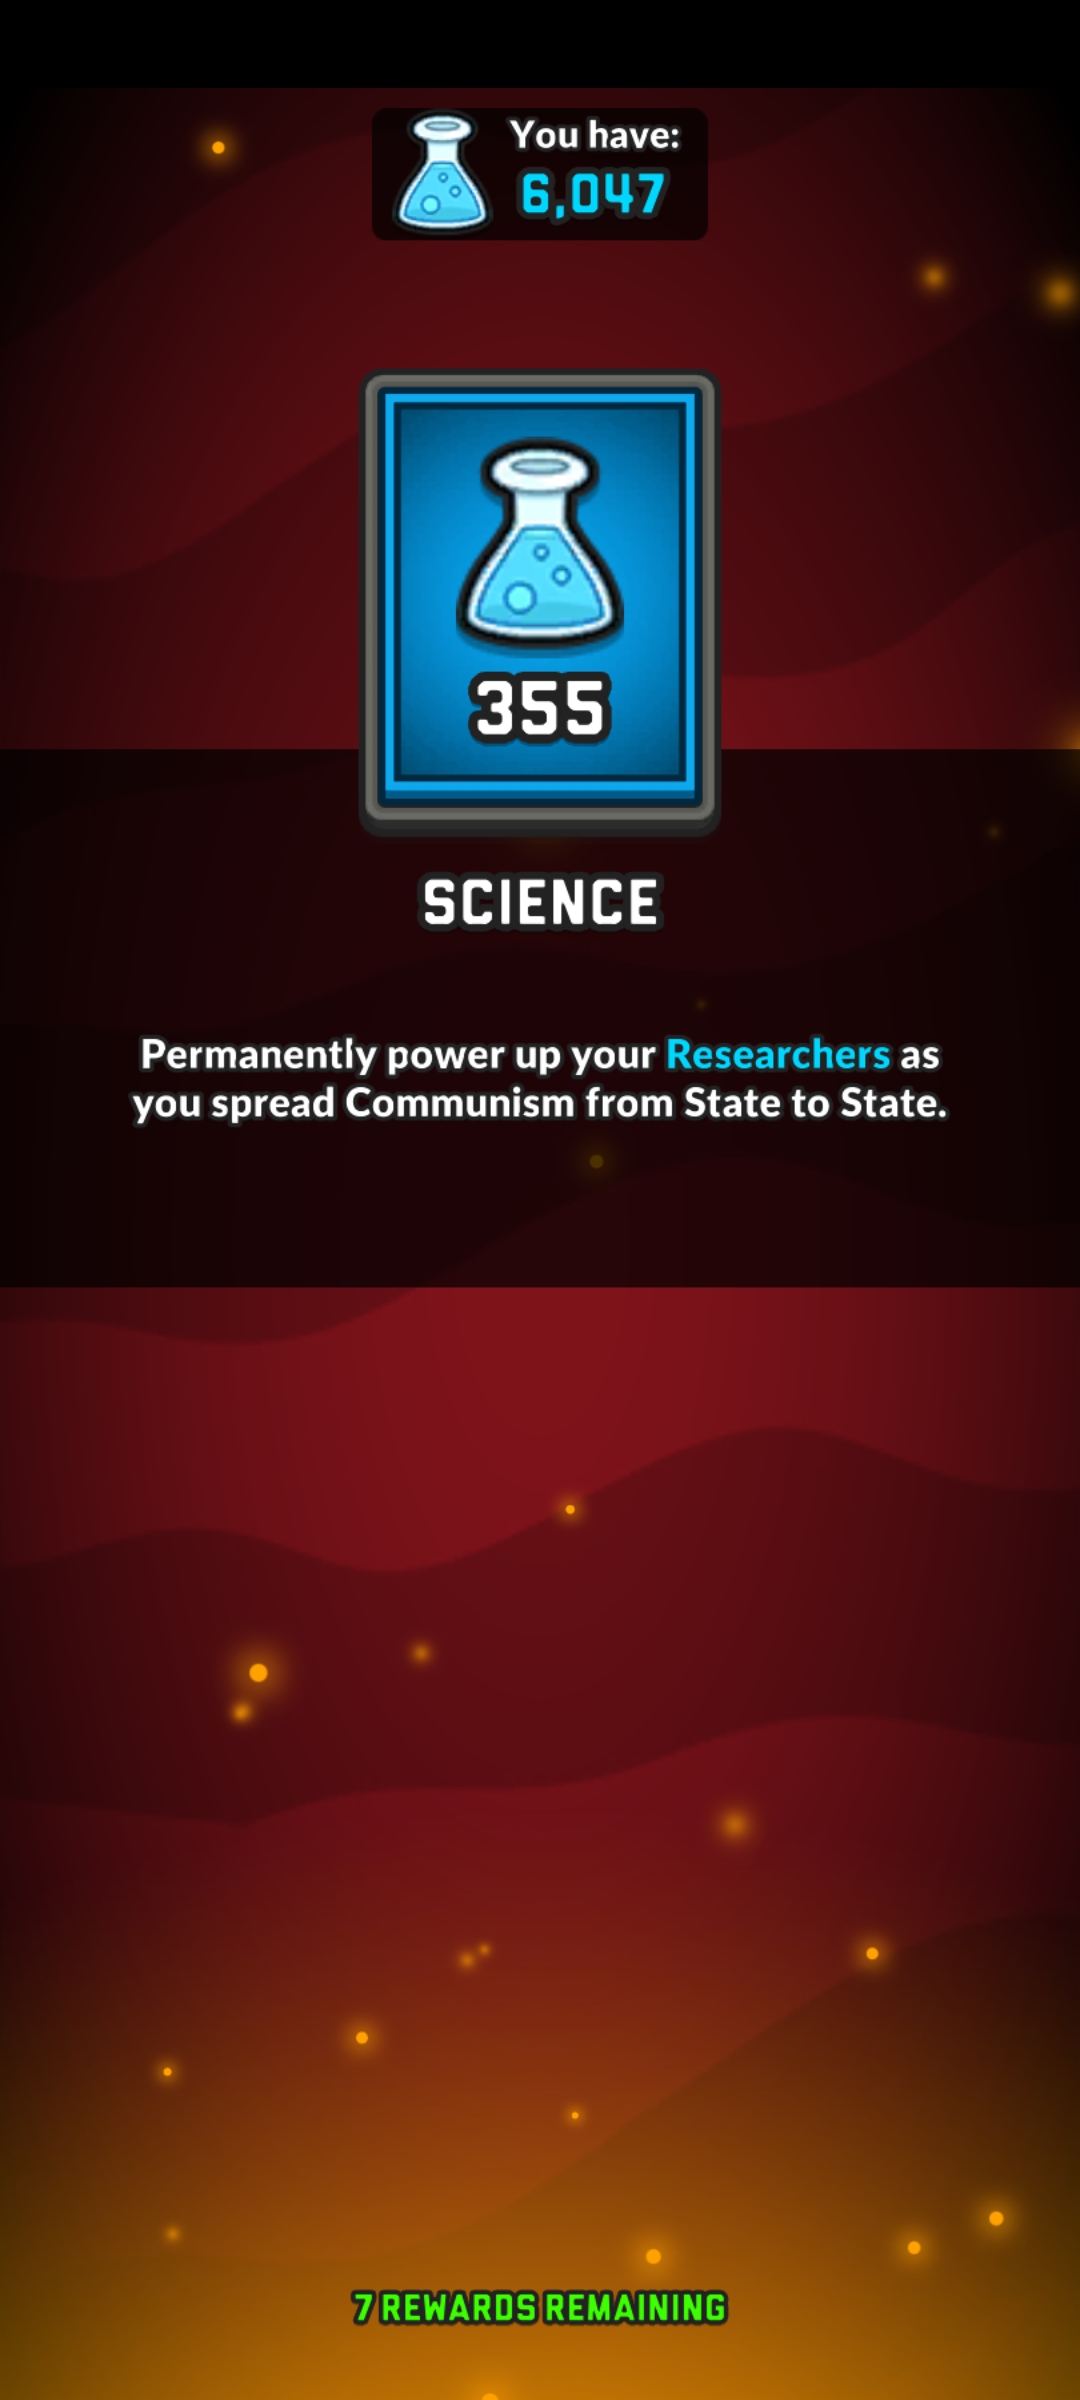 You have:
6,047
355
SCIENCE
Permanently power up your Researchers as
you spread Communism from State to State.
7 REWARDS REMAINING